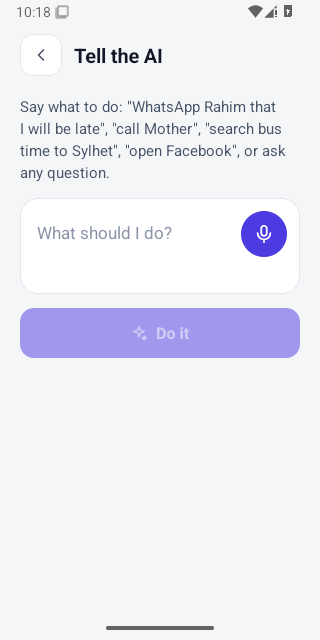 10:18
Tell the AI
Say what to do: "WhatsApp Rahim that
I will be late", "call Mother", "search bus
time to Sylhet", "open Facebook", or ask
any question.
What should I do?
Do it